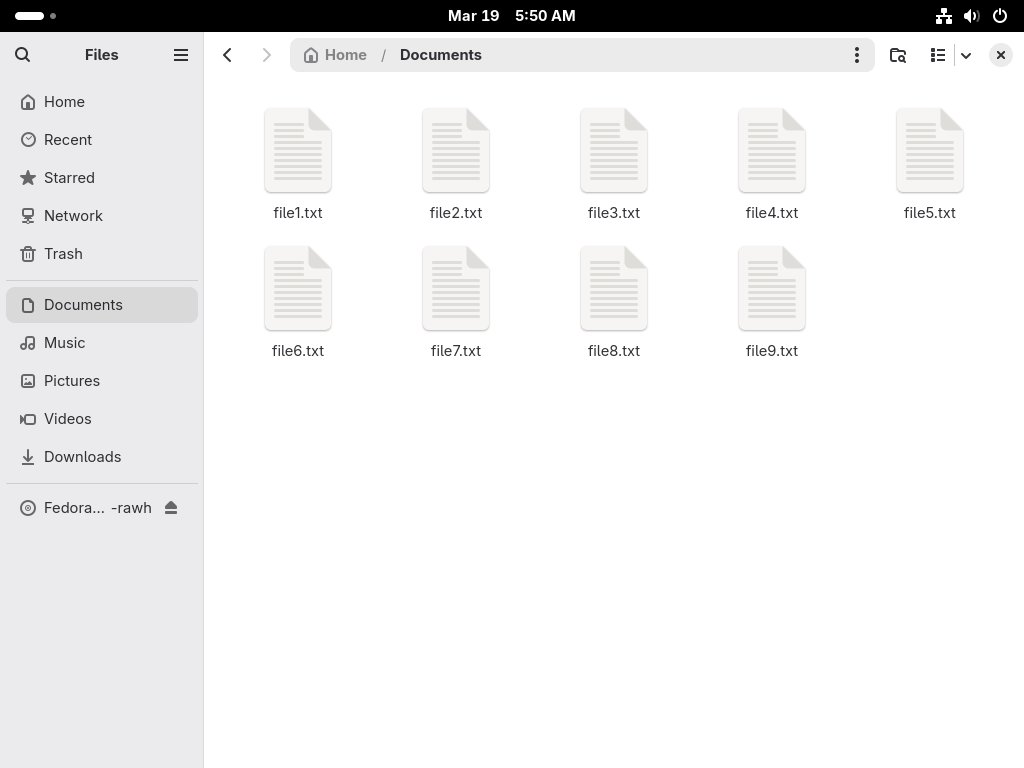 Mar 19 5:50 AM
Files
Home / Documents
Home
Recent
Starred
Network
Trash
Documents
Music
Pictures
Videos
Downloads
Fedora… -rawh
file1.txt file2.txt file3.txt file4.txt file5.txt
file6.txt file7.txt file8.txt file9.txt